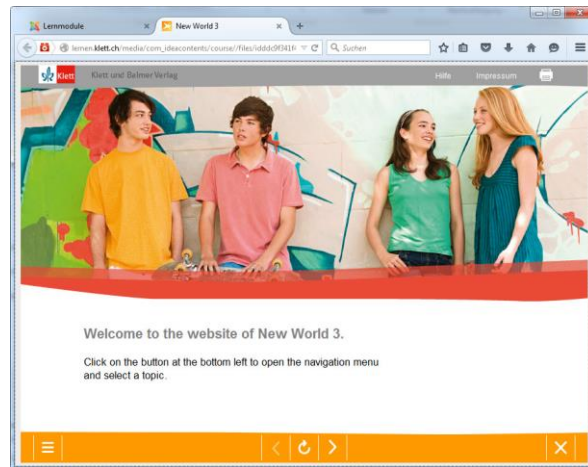 Lernmodule
New World 3
lernen.klett.ch/media/com_ideacontents/course//files/
Suchen
Klett
Klett und Balmer Verlag
Hilfe
Impressum
Welcome to the website of New World 3.
Click on the button at the bottom left to open the navigation menu
and select a topic.